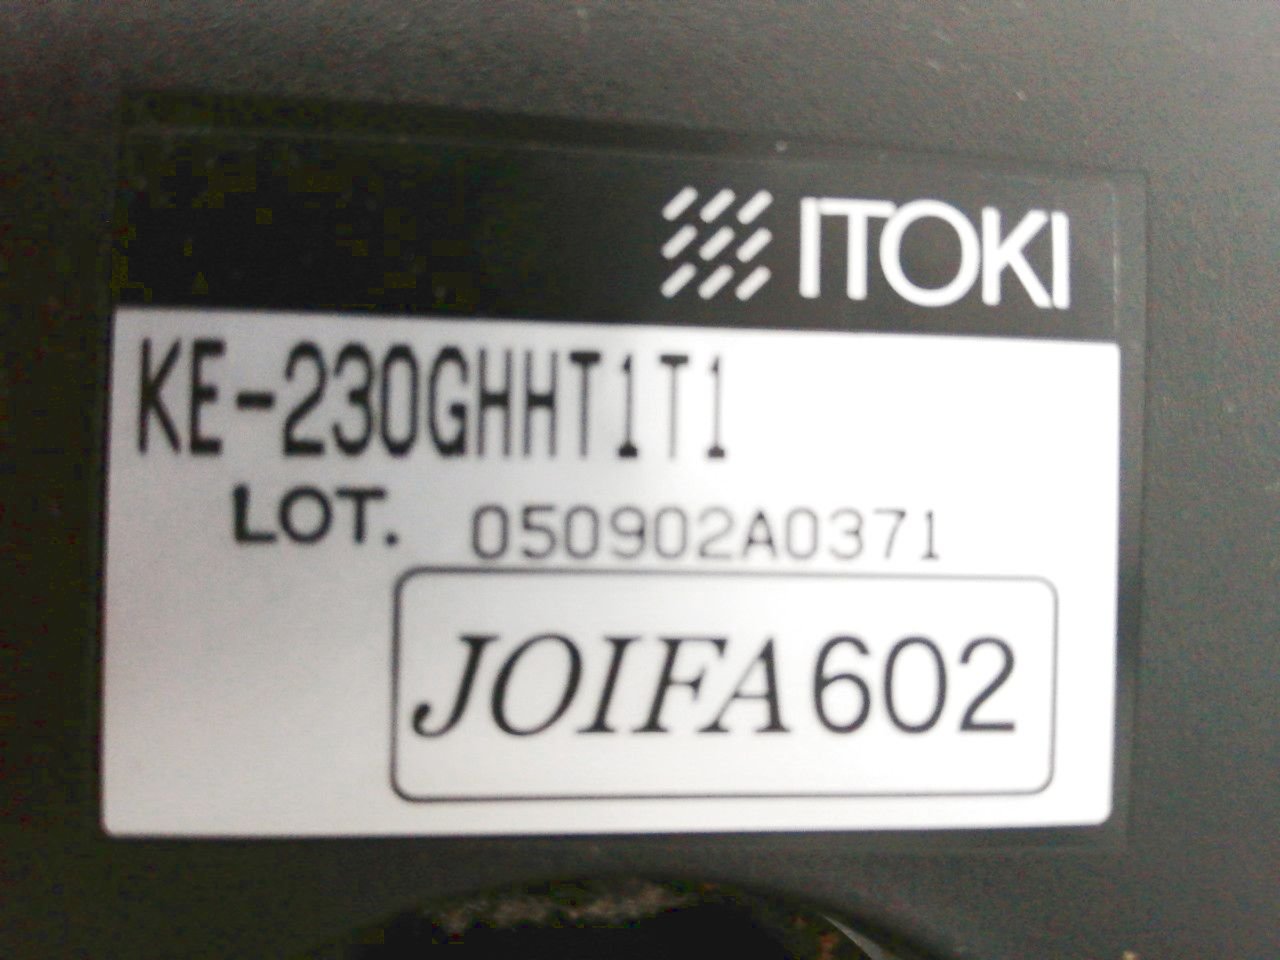 ITOKI
KE-230GHHT1T1
LOT. 050902A0371
JOIFA602